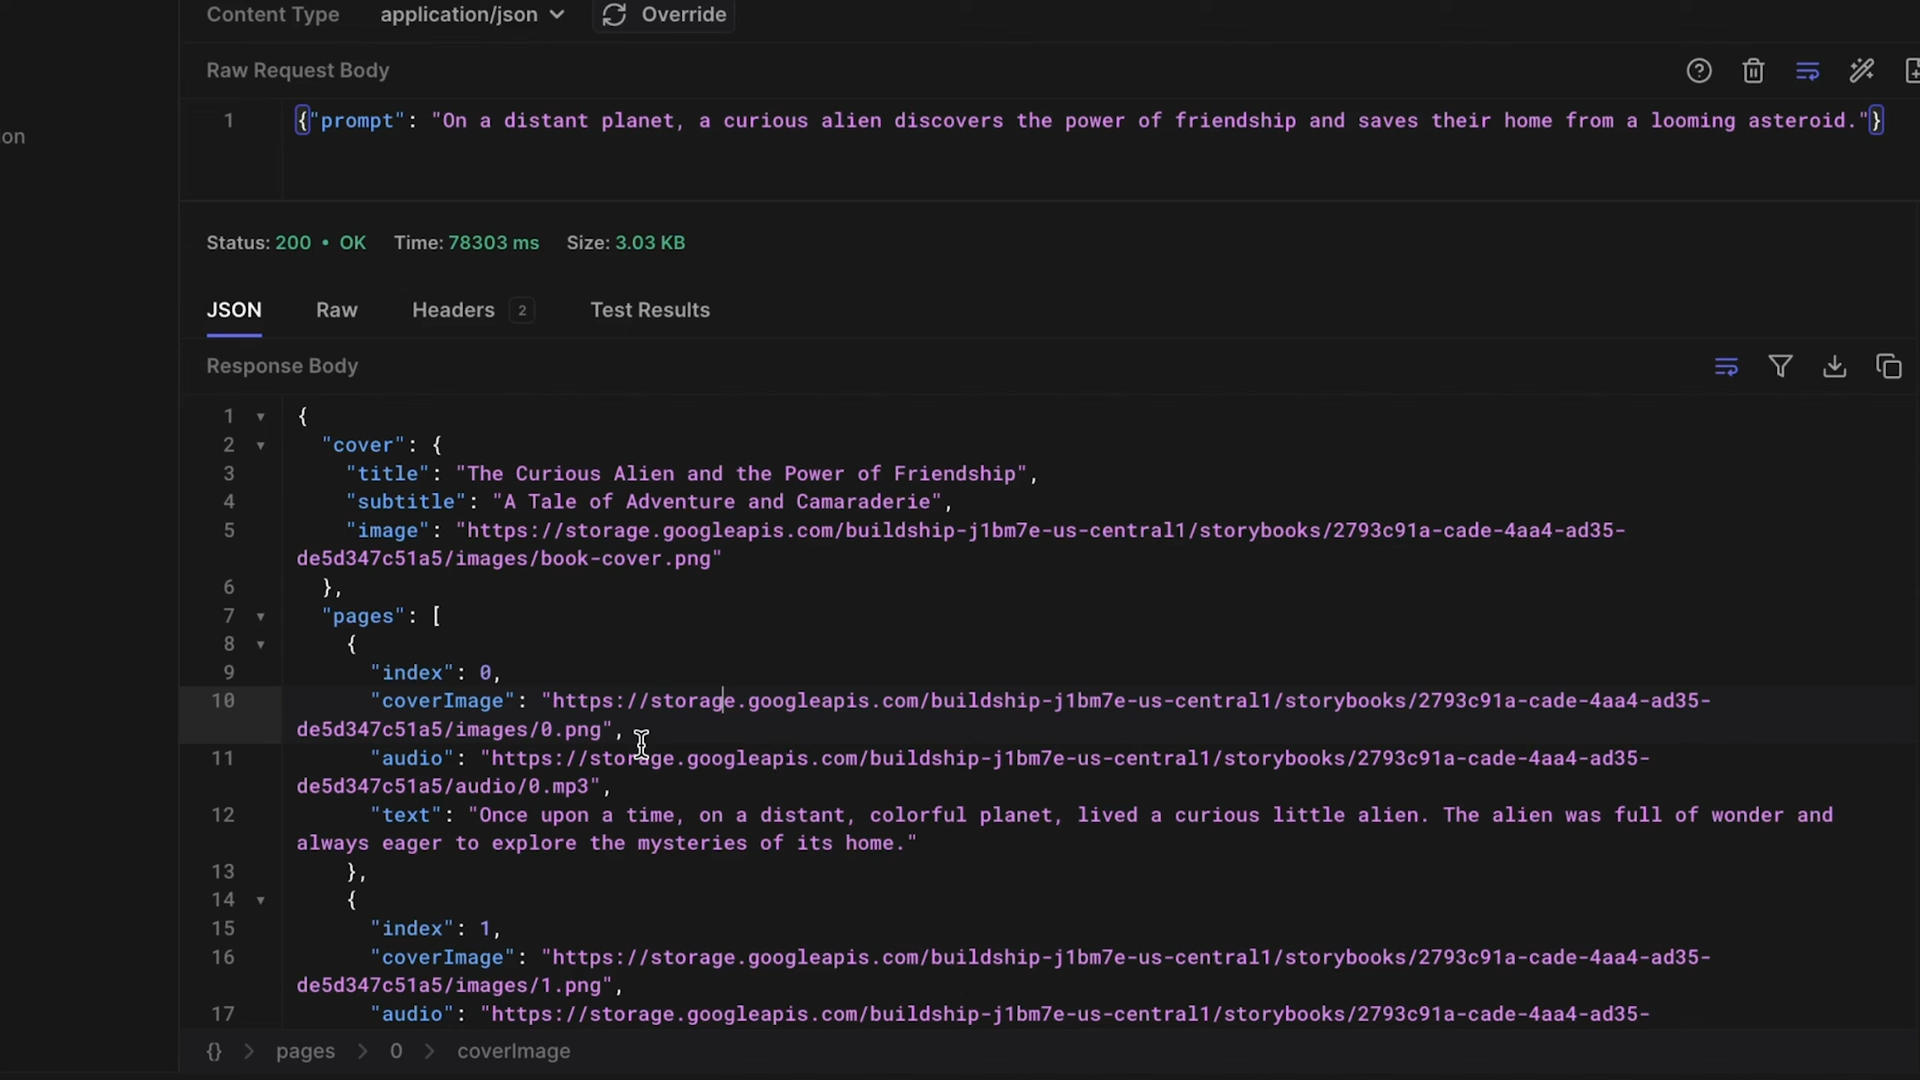 Content Type application/json Override
Raw Request Body
on
1 {"prompt": "On a distant planet, a curious alien discovers the power of friendship and saves their home from a looming asteroid."}
Status: 200 • OK Time: 78303 ms Size: 3.03 KB
JSON Raw Headers 2 Test Results
Response Body
1 {
2 "cover": {
3 "title": "The Curious Alien and the Power of Friendship",
4 "subtitle": "A Tale of Adventure and Camaraderie",
5 "image": "https://storage.googleapis.com/buildship-j1bm7e-us-central1/storybooks/2793c91a-cade-4aa4-ad35-
de5d347c51a5/images/book-cover.png"
6 },
7 "pages": [
8 {
9 "index": 0,
10 "coverImage": "https://storage.googleapis.com/buildship-j1bm7e-us-central1/storybooks/2793c91a-cade-4aa4-ad35-
de5d347c51a5/images/0.png",
11 "audio": "https://storage.googleapis.com/buildship-j1bm7e-us-central1/storybooks/2793c91a-cade-4aa4-ad35-
de5d347c51a5/audio/0.mp3",
12 "text": "Once upon a time, on a distant, colorful planet, lived a curious little alien. The alien was full of wonder and
always eager to explore the mysteries of its home."
13 },
14 {
15 "index": 1,
16 "coverImage": "https://storage.googleapis.com/buildship-j1bm7e-us-central1/storybooks/2793c91a-cade-4aa4-ad35-
de5d347c51a5/images/1.png",
17 "audio": "https://storage.googleapis.com/buildship-j1bm7e-us-central1/storybooks/2793c91a-cade-4aa4-ad35-
{} > pages > 0 > coverImage